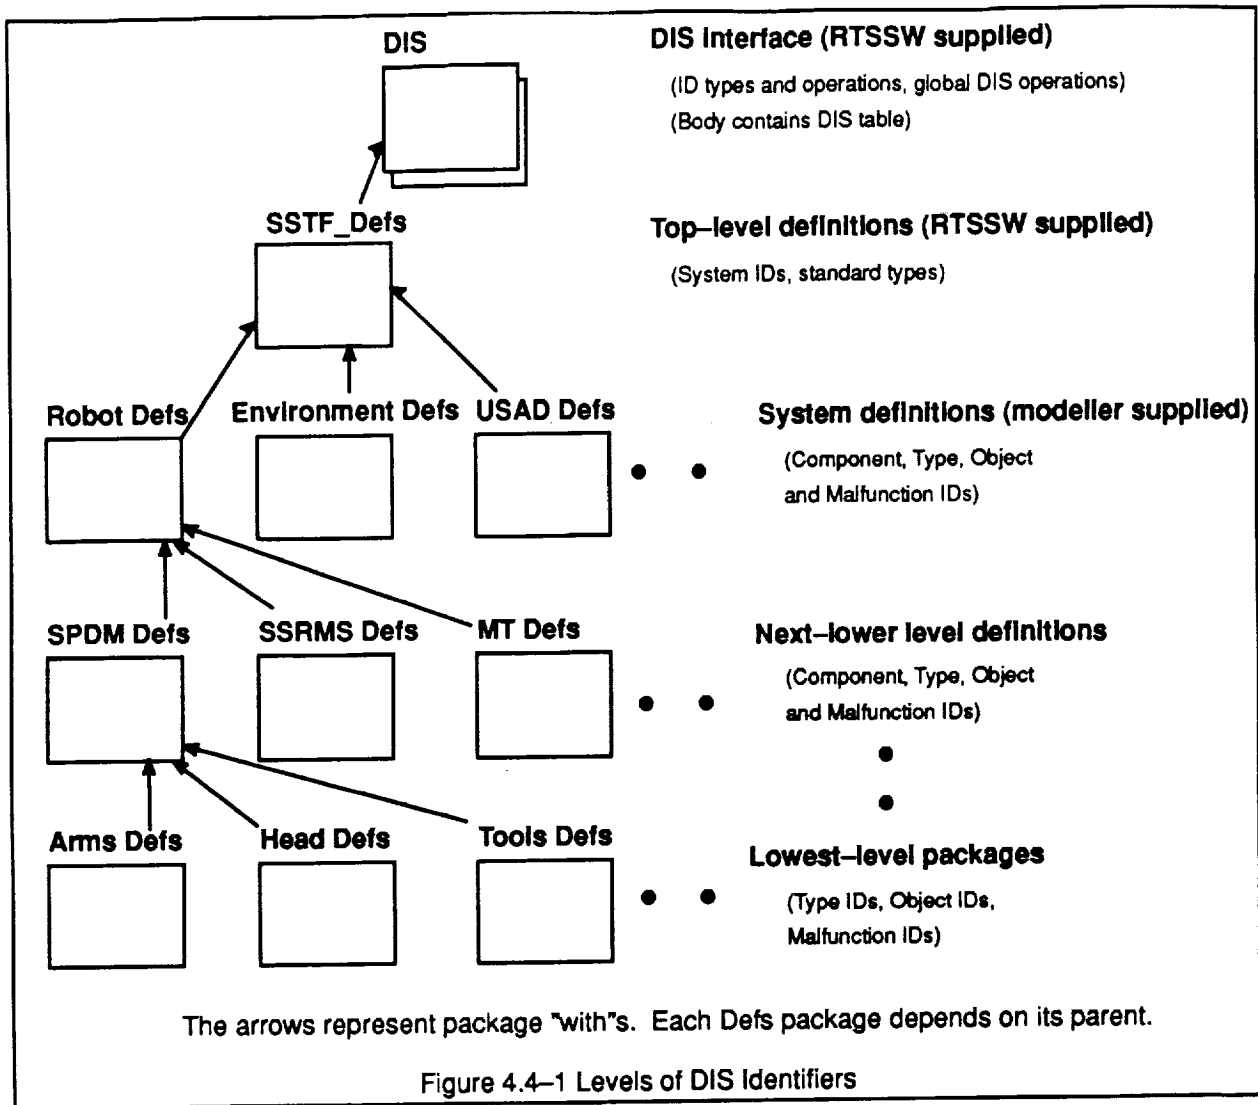 DIS
DIS Interface (RTSSW supplied)
(ID types and operations, global DIS operations)
(Body contains DIS table)
SSTF_Defs
Top–level definitions (RTSSW supplied)
(System IDs, standard types)
Robot Defs
Environment Defs
USAD Defs
System definitions (modeller supplied)
(Component, Type, Object
and Malfunction IDs)
SPDM Defs
SSRMS Defs
MT Defs
Next–lower level definitions
(Component, Type, Object
and Malfunction IDs)
Arms Defs
Head Defs
Tools Defs
Lowest–level packages
(Type IDs, Object IDs,
Malfunction IDs)
The arrows represent package "with"s. Each Defs package depends on its parent.
Figure 4.4–1 Levels of DIS Identifiers